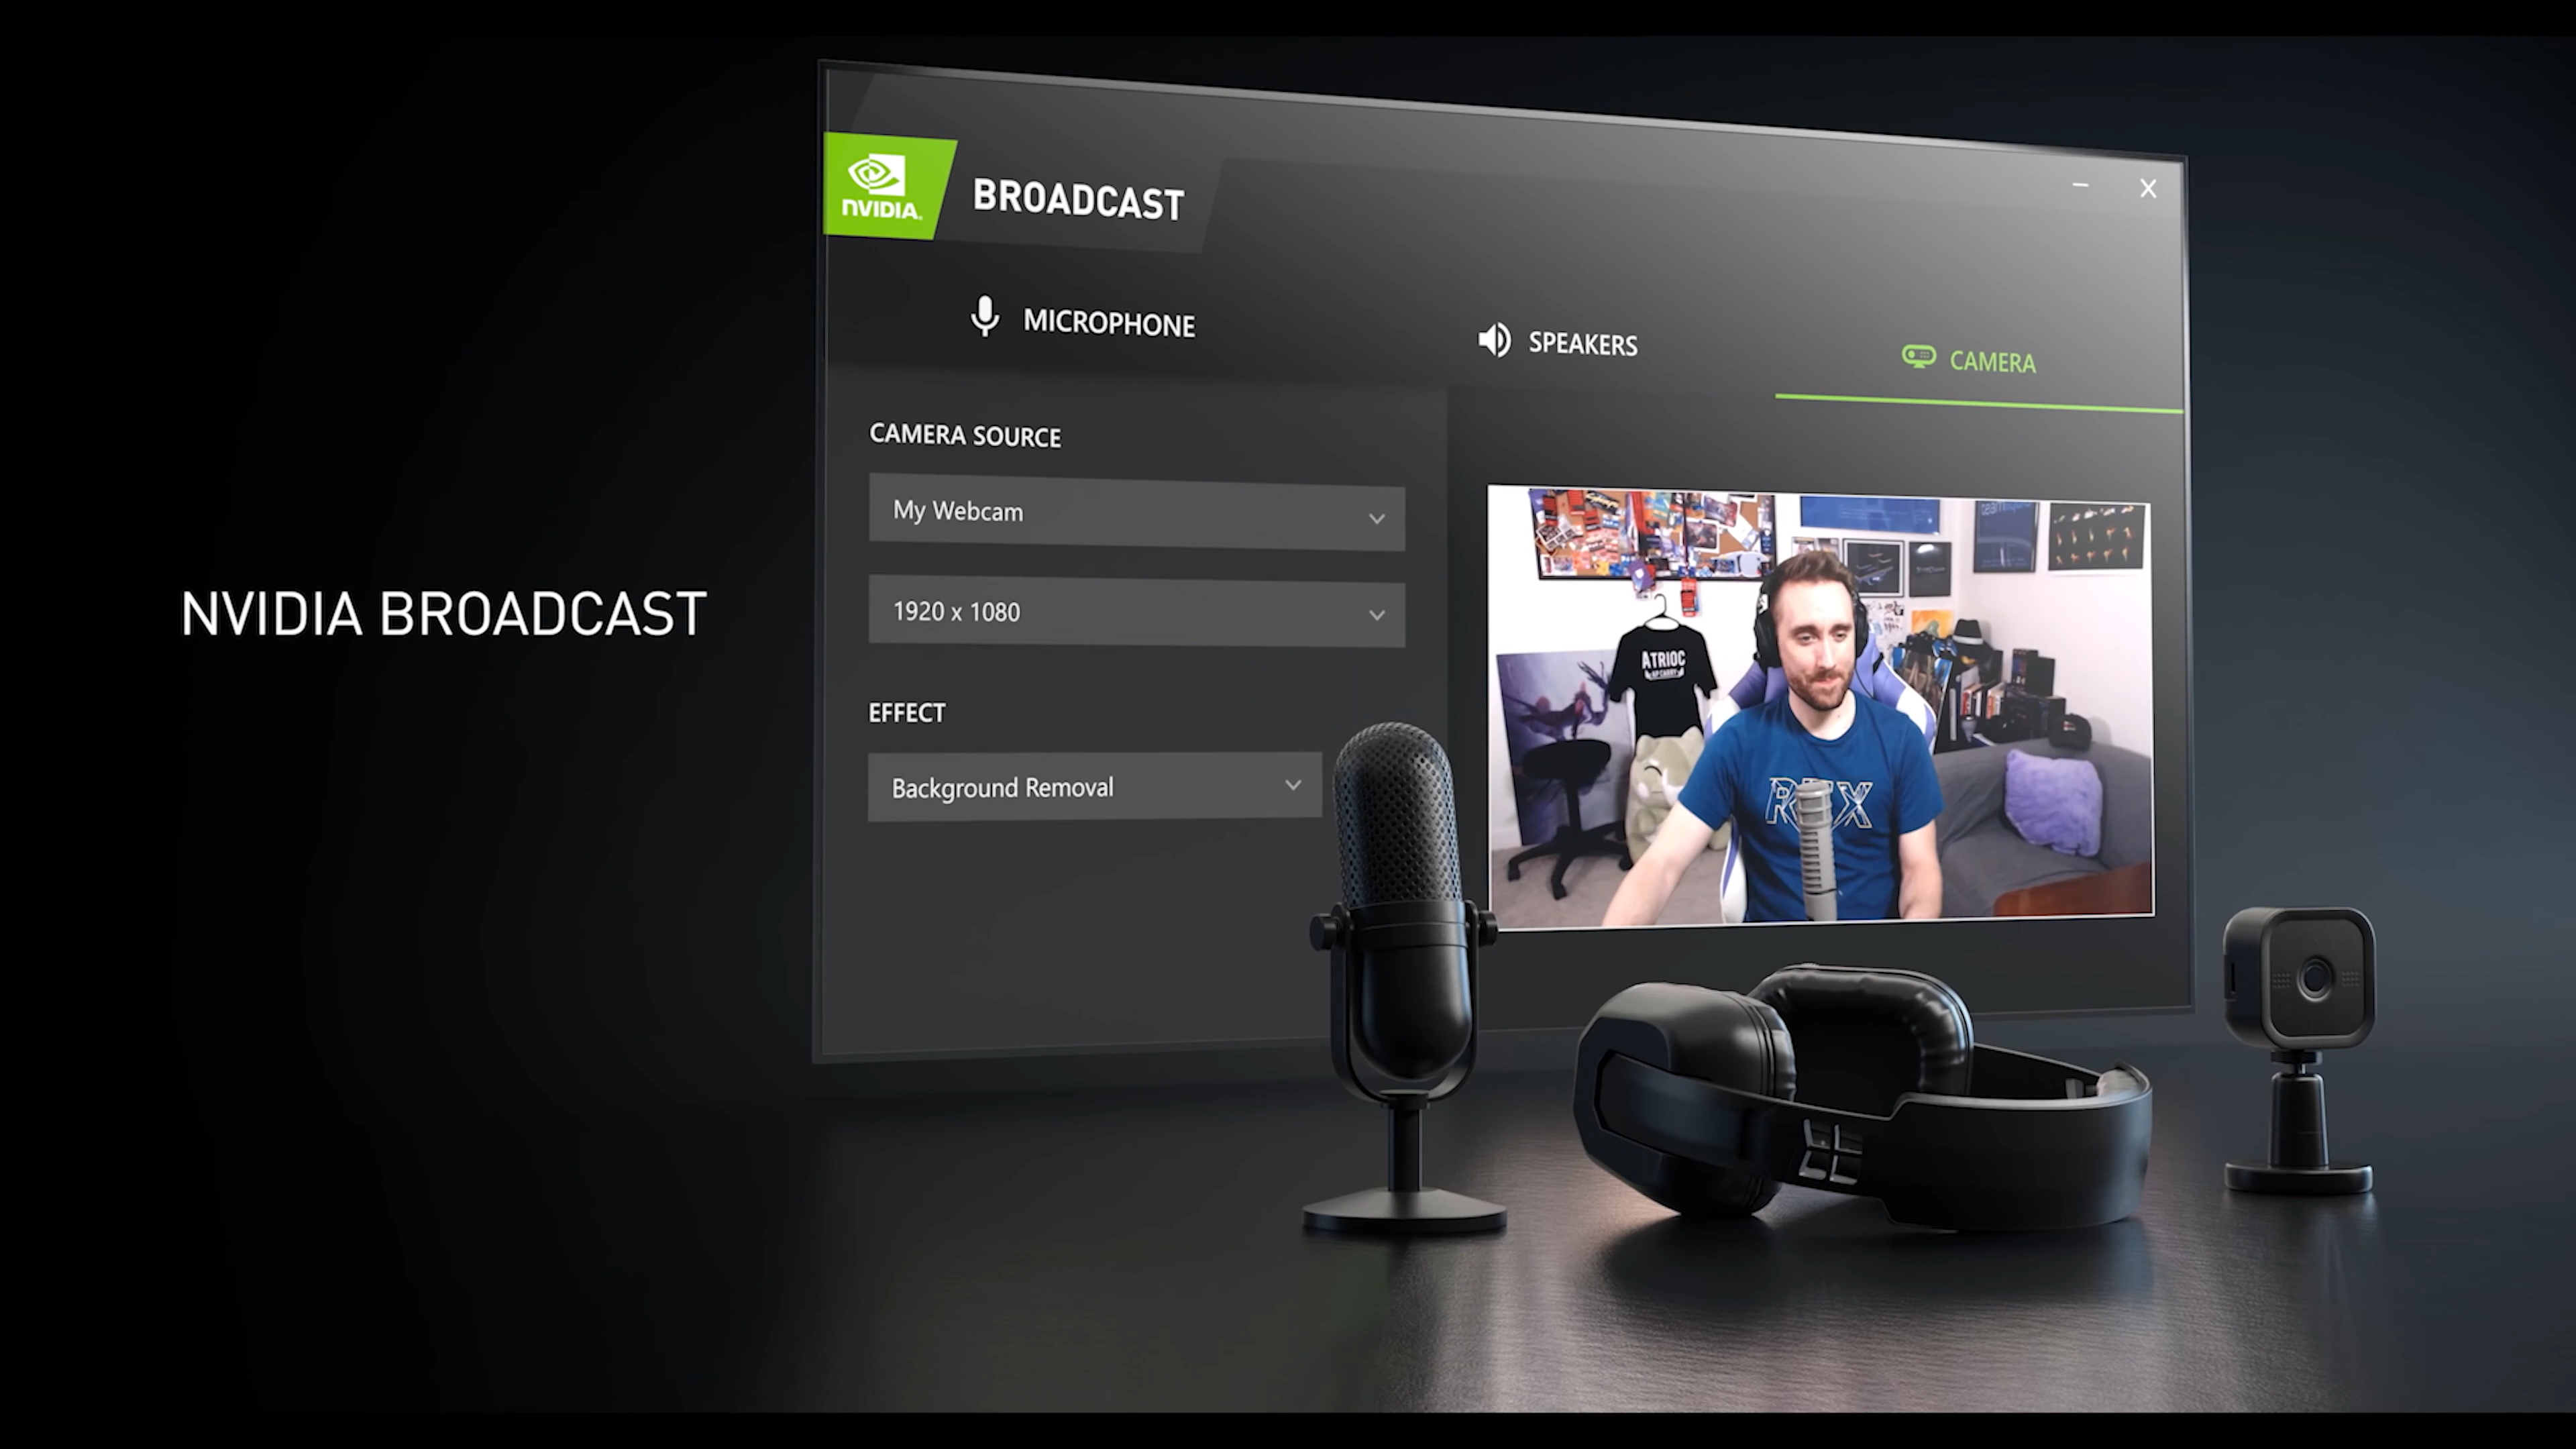 NVIDIA BROADCAST
NVIDIA.
BROADCAST
MICROPHONE
SPEAKERS
CAMERA
CAMERA SOURCE
My Webcam
1920 x 1080
EFFECT
Background Removal
ATRIOC
RTX